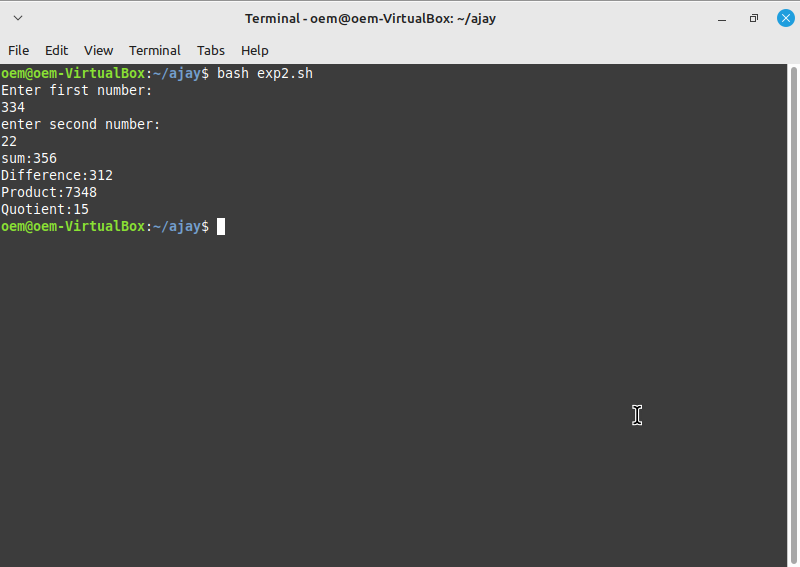 Terminal - oem@oem-VirtualBox: ~/ajay
File Edit View Terminal Tabs Help
oem@oem-VirtualBox:~/ajay$ bash exp2.sh
Enter first number:
334
enter second number:
22
sum:356
Difference:312
Product:7348
Quotient:15
oem@oem-VirtualBox:~/ajay$